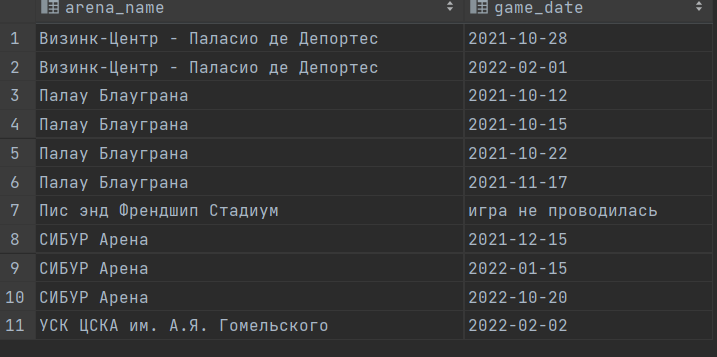 arena_name game_date
1 Визинк-Центр - Паласио де Депортес 2021-10-28
2 Визинк-Центр - Паласио де Депортес 2022-02-01
3 Палау Блауграна 2021-10-12
4 Палау Блауграна 2021-10-15
5 Палау Блауграна 2021-10-22
6 Палау Блауграна 2021-11-17
7 Пис энд Френдшип Стадиум игра не проводилась
8 СИБУР Арена 2021-12-15
9 СИБУР Арена 2022-01-15
10 СИБУР Арена 2022-10-20
11 УСК ЦСКА им. А.Я. Гомельского 2022-02-02